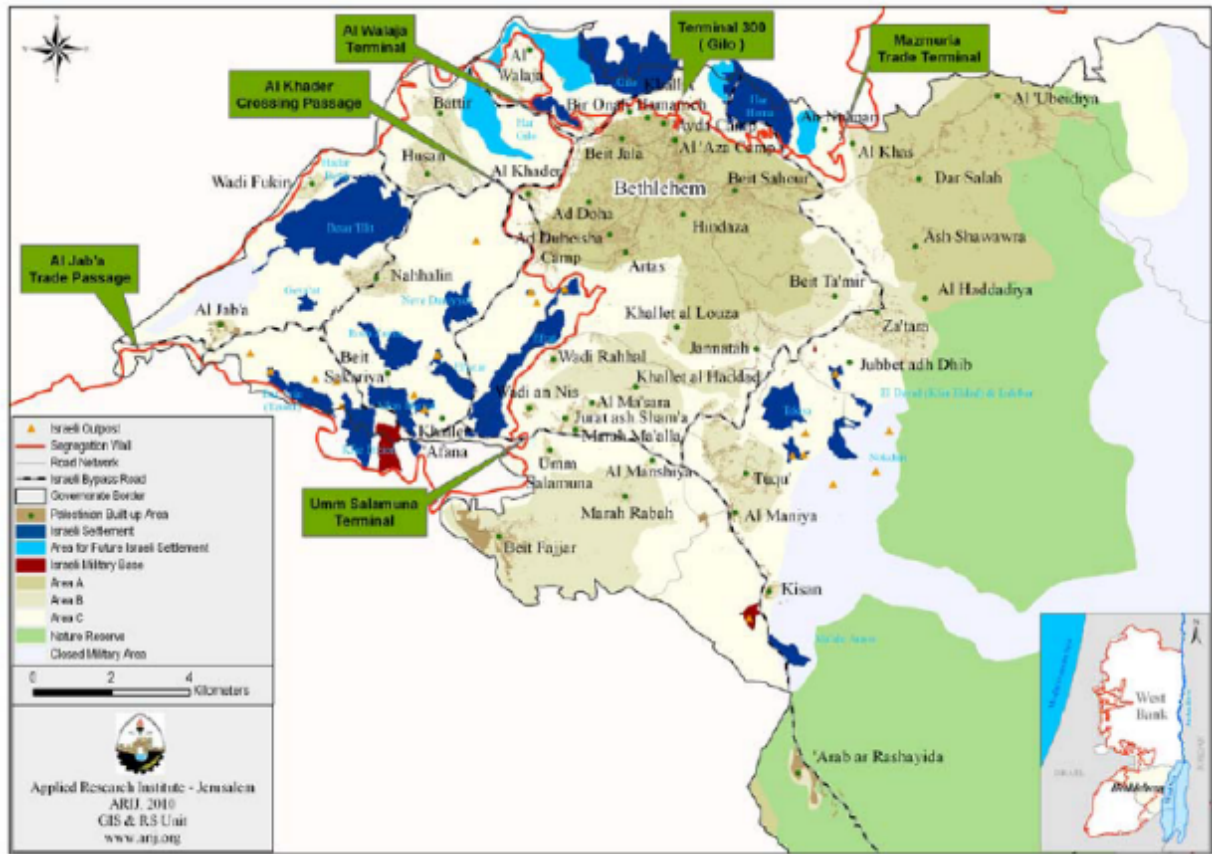 Al Walaja
Terminal
Terminal 300
( Gilo )
Mazmuria
Trade Terminal
Al Khader
Crossing Passage
Al Jab'a
Trade Passage
Umm Salamuna
Terminal
Al
Walaja
Gilo
Battir
Har
Gilo
Al 'Ubeidiya
Husan
Beit Jala
Al 'Aza Camp
Al Khas
Wadi Fukin
Al Khader
Bethlehem
Beit Sahour
Dar Salah
Ad Doha
Hindaza
Ad Duheisha
Camp
Ash Shawawra
Artas
Nahhalin
Beit Ta'mir
Al Haddadiya
Al Jab'a
Khallet al Louza
Za'tara
Beit
Sakariya
Wadi Rahhal
Jannatah
Jubbet adh Dhib
Khallet al Haddad
Wadi an Nis
Al Ma'sara
Jurat ash Sham'a
Marah Ma'alla
'Afana
Umm
Salamuna
Al Manshiya
Tuqu'
Marah Rabah
Al Maniya
Beit Fajjar
Kisan
'Arab ar Rashayida
Israeli Outpost
Segregation Wall
Road Network
Israeli Bypass Road
Governorate Border
Palestinian Built-up Area
Israeli Settlement
Area for Future Israeli Settlement
Israeli Military Base
Area A
Area B
Area C
Nature Reserve
Closed Military Area
0 2 4
Kilometers
Applied Research Institute - Jerusalem
ARIJ, 2010
GIS & RS Unit
www.arij.org
West
Bank
Bethlehem